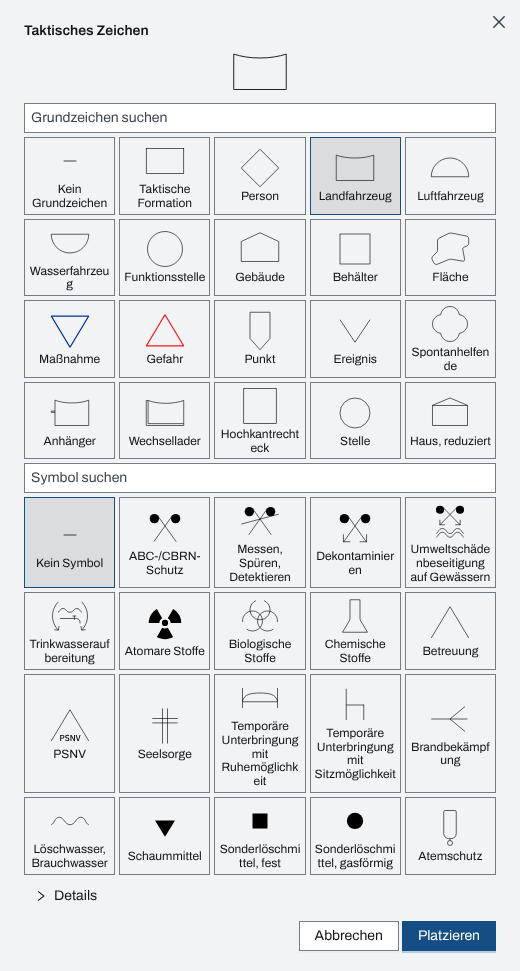 Taktisches Zeichen
Grundzeichen suchen
Kein
Grundzeichen
Taktische
Formation
Person
Landfahrzeug
Luftfahrzeug
Wasserfahrzeu
g
Funktionsstelle
Gebäude
Behälter
Fläche
Maßnahme
Gefahr
Punkt
Ereignis
Spontanhelfen
de
Anhänger
Wechsellader
Hochkantrecht
eck
Stelle
Haus, reduziert
Symbol suchen
Kein Symbol
ABC-/CBRN-
Schutz
Messen,
Spüren,
Detektieren
Dekontaminier
en
Umweltschäde
nbeseitigung
auf Gewässern
Trinkwasserauf
bereitung
Atomare Stoffe
Biologische
Stoffe
Chemische
Stoffe
Betreuung
PSNV
PSNV
Seelsorge
Temporäre
Unterbringung
mit
Ruhemöglichk
eit
Temporäre
Unterbringung
mit
Sitzmöglichkeit
Brandbekämpf
ung
Löschwasser,
Brauchwasser
Schaummittel
Sonderlöschmi
ttel, fest
Sonderlöschmi
ttel, gasförmig
Atemschutz
Details
Abbrechen
Platzieren